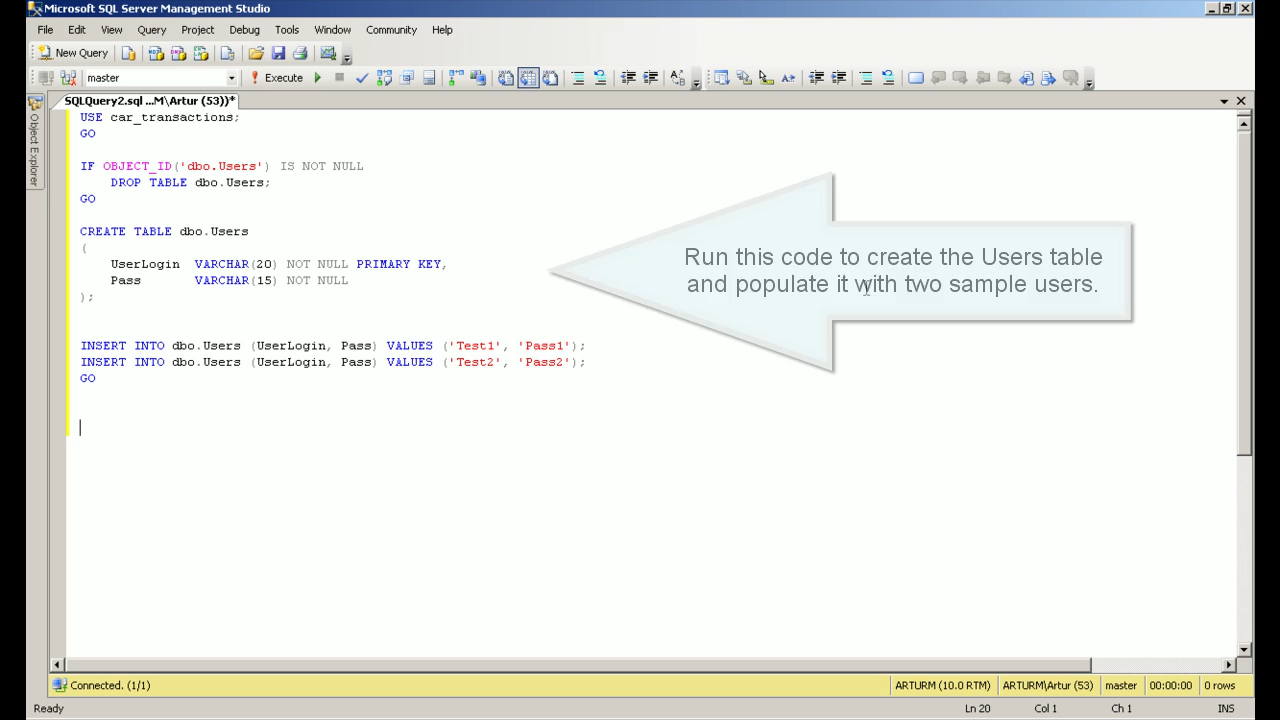 Microsoft SQL Server Management Studio
File Edit View Query Project Debug Tools Window Community Help
New Query
master Execute
SQLQuery2.sql ...M\Artur (53))*
Object Explorer
USE car_transactions;
GO
IF OBJECT_ID('dbo.Users') IS NOT NULL
DROP TABLE dbo.Users;
GO
CREATE TABLE dbo.Users
(
UserLogin VARCHAR(20) NOT NULL PRIMARY KEY,
Pass VARCHAR(15) NOT NULL
);
Run this code to create the Users table
and populate it with two sample users.
INSERT INTO dbo.Users (UserLogin, Pass) VALUES ('Test1', 'Pass1');
INSERT INTO dbo.Users (UserLogin, Pass) VALUES ('Test2', 'Pass2');
GO
Connected. (1/1) ARTURM (10.0 RTM) ARTURM\Artur (53) master 00:00:00 0 rows
Ready Ln 20 Col 1 Ch 1 INS